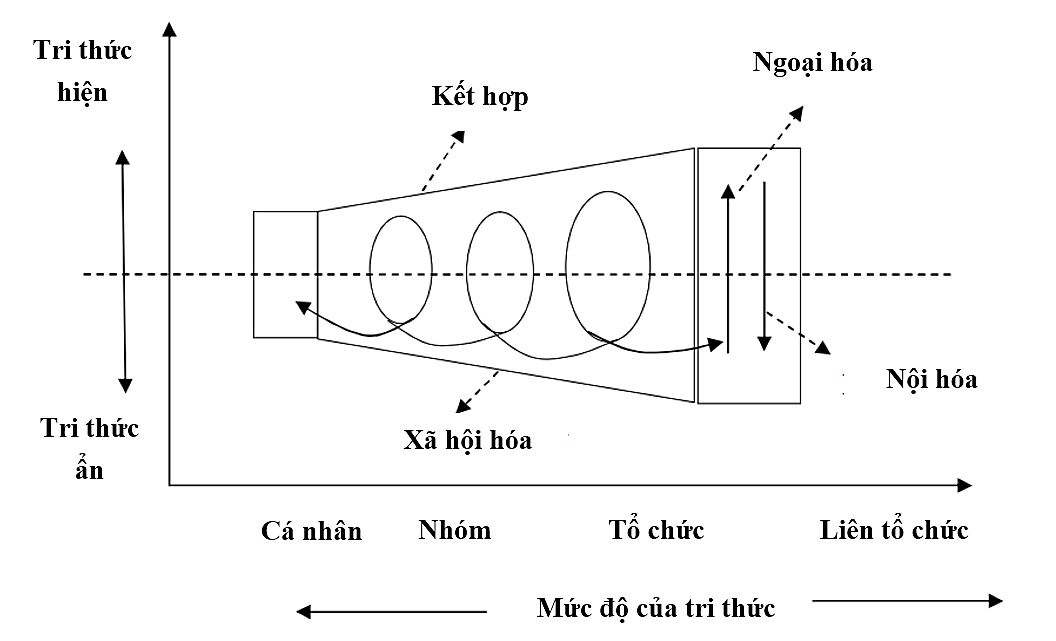 Tri thức
hiện
Kết hợp
Ngoại hóa
Nội hóa
Tri thức
ẩn
Xã hội hóa
Cá nhân
Nhóm
Tổ chức
Liên tổ chức
Mức độ của tri thức